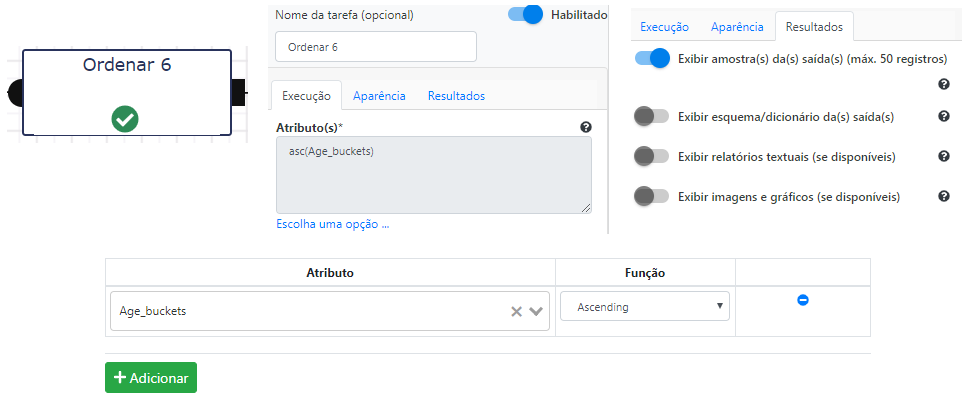 Ordenar 6
Nome da tarefa (opcional)
Habilitado
Ordenar 6
Execução Aparência Resultados
Atributo(s)*
asc(Age_buckets)
Escolha uma opção ...
Execução Aparência Resultados
Exibir amostra(s) da(s) saída(s) (máx. 50 registros)
Exibir esquema/dicionário da(s) saída(s)
Exibir relatórios textuais (se disponíveis)
Exibir imagens e gráficos (se disponíveis)
Atributo Função
Age_buckets Ascending
Adicionar